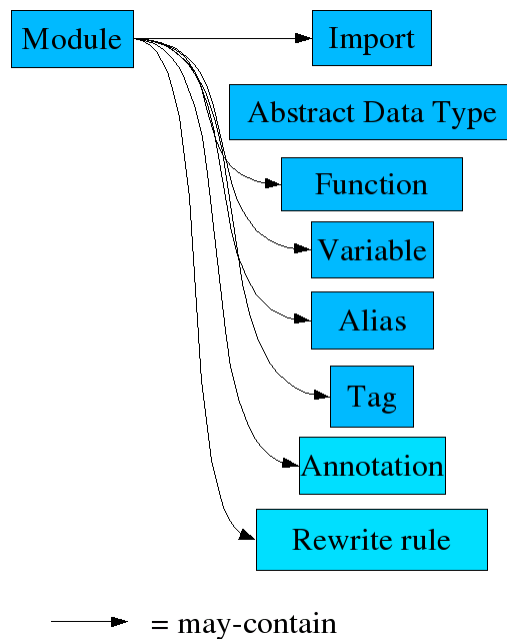 Module
Import
Abstract Data Type
Function
Variable
Alias
Tag
Annotation
Rewrite rule
= may-contain